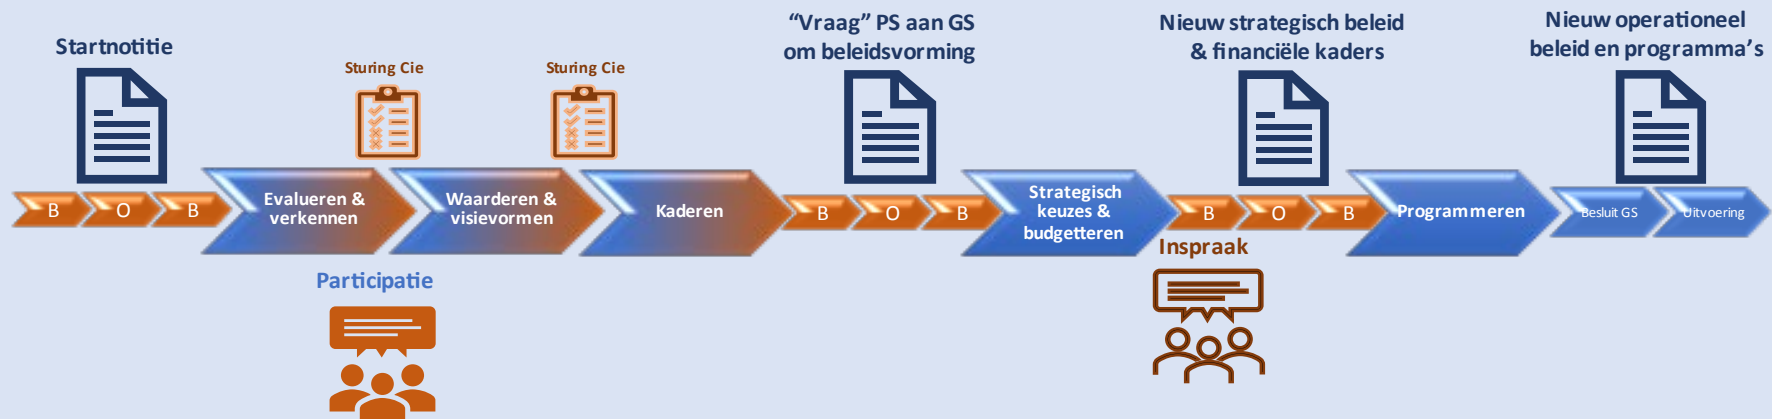 Startnotitie
Sturing Cie
Sturing Cie
“Vraag” PS aan GS
om beleidsvorming
Nieuw strategisch beleid
& financiële kaders
Nieuw operationeel
beleid en programma’s
B
O
B
Evalueren &
verkennen
Waarderen &
visievormen
Kaderen
B
O
B
Strategisch
keuzes &
budgetteren
B
O
B
Programmeren
Besluit GS
Uitvoering
Participatie
Inspraak